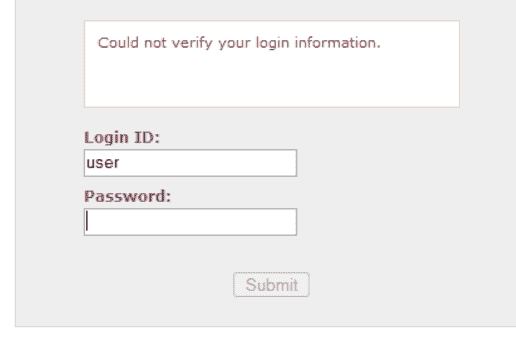 Could not verify your login information.
Login ID:
user
Password:
Submit